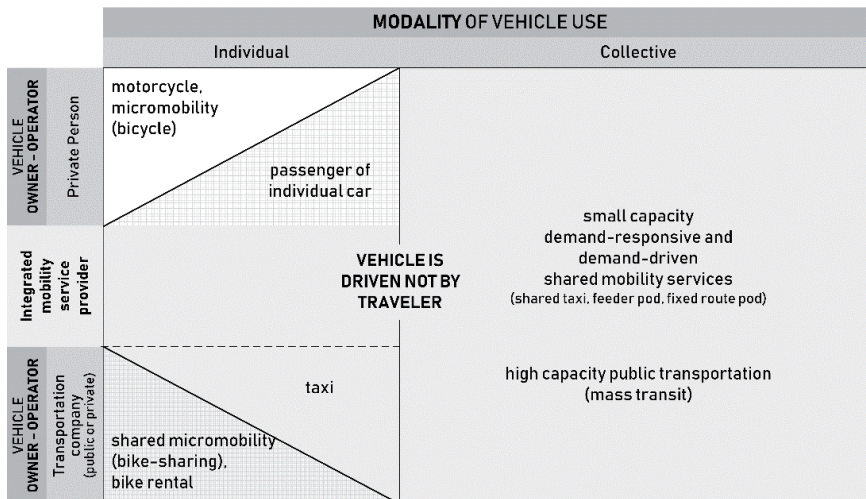 MODALITY OF VEHICLE USE
Individual
Collective
VEHICLE
OWNER - OPERATOR
Private Person
motorcycle,
micromobility
(bicycle)
passenger of
individual car
Integrated
mobility
service
provider
VEHICLE IS
DRIVEN NOT BY
TRAVELER
small capacity
demand-responsive and
demand-driven
shared mobility services
(shared taxi, feeder pod, fixed route pod)
VEHICLE
OWNER - OPERATOR
Transportation
company
(public or private)
taxi
shared micromobility
(bike-sharing),
bike rental
high capacity public transportation
(mass transit)